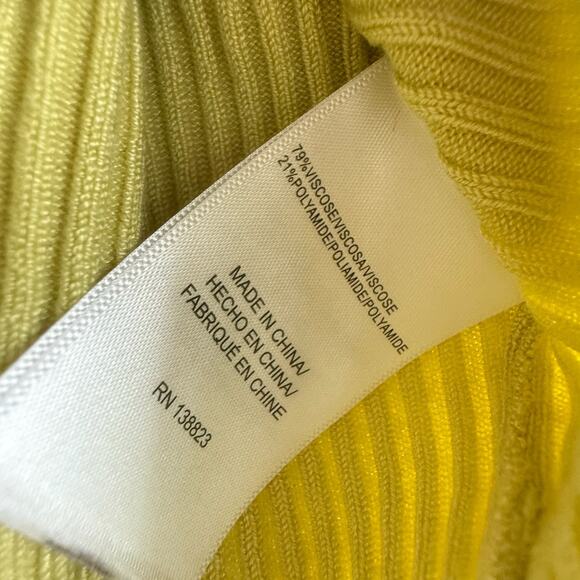 79%VISCOSE/VISCOSA/VISCOSE
21%POLYAMIDE/POLIAMIDE/POLYAMIDE
MADE IN CHINA/
HECHO EN CHINA/
FABRIQUÉ EN CHINE
RN 138823